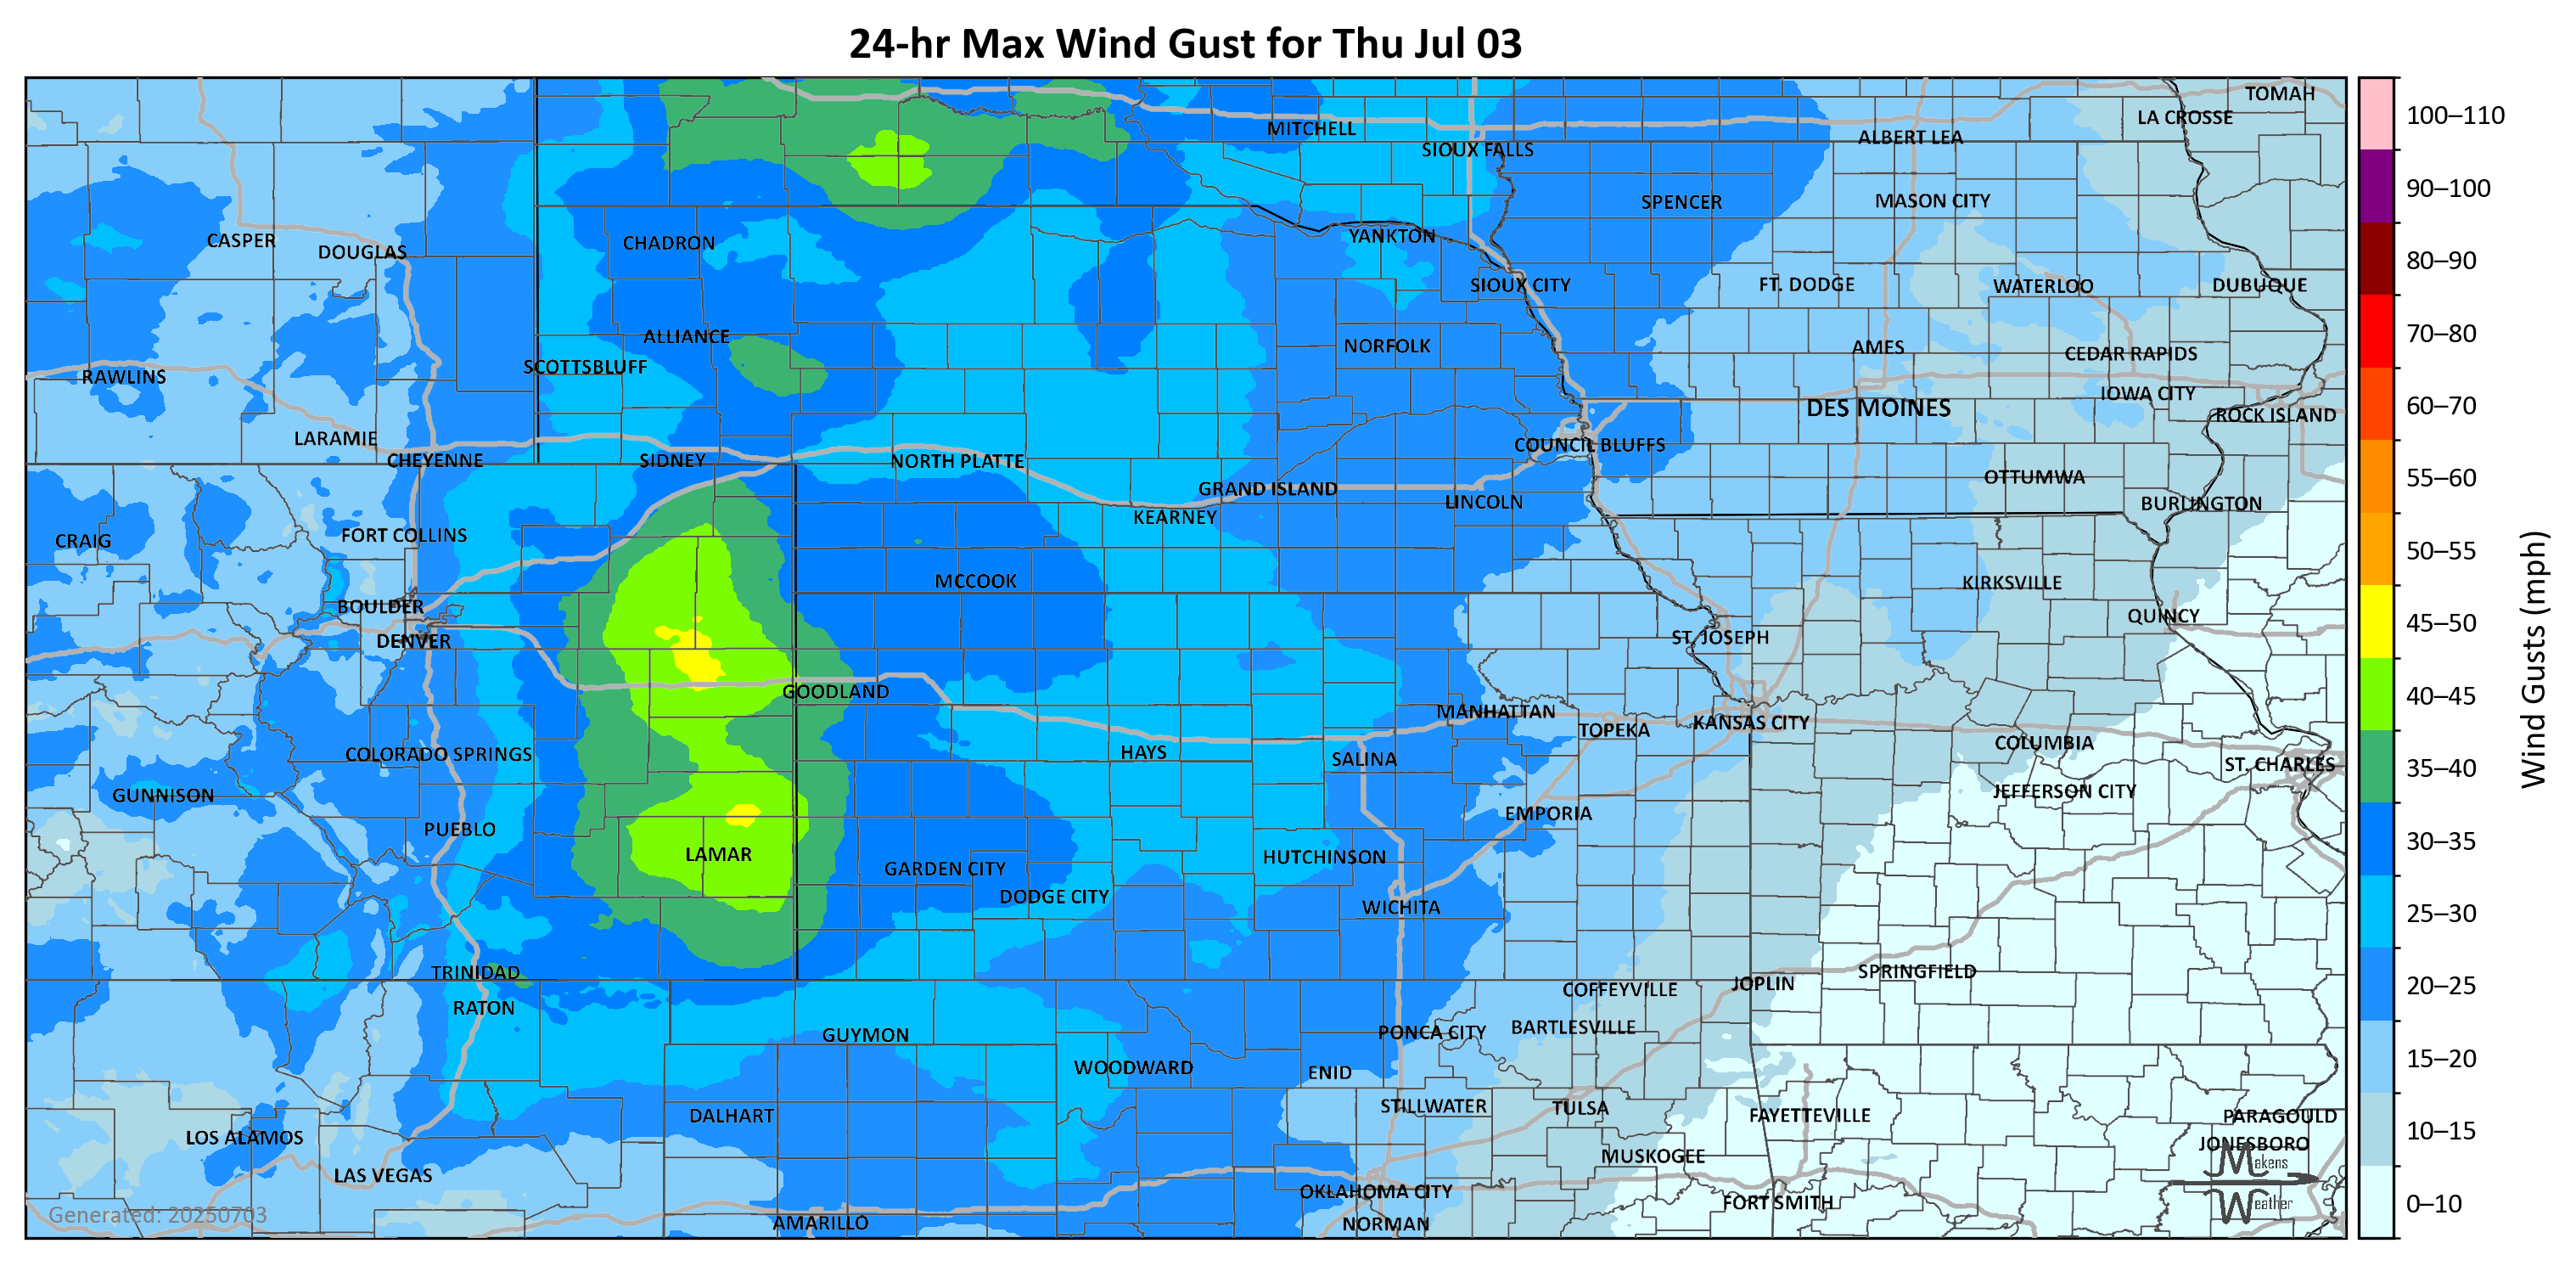 24-hr Max Wind Gust for Thu Jul 03
TOMAH
LA CROSSE
MITCHELL
ALBERT LEA
SIOUX FALLS
SPENCER
MASON CITY
CASPER
DOUGLAS
CHADRON
YANKTON
SIOUX CITY
FT. DODGE
WATERLOO
DUBUQUE
ALLIANCE
NORFOLK
AMES
CEDAR RAPIDS
SCOTTSBLUFF
RAWLINS
IOWA CITY
DES MOINES
ROCK ISLAND
LARAMIE
COUNCIL BLUFFS
CHEYENNE
SIDNEY
NORTH PLATTE
OTTUMWA
GRAND ISLAND
LINCOLN
BURLINGTON
KEARNEY
CRAIG
FORT COLLINS
MCCOOK
KIRKSVILLE
BOULDER
QUINCY
DENVER
ST. JOSEPH
GOODLAND
MANHATTAN
TOPEKA
KANSAS CITY
COLUMBIA
COLORADO SPRINGS
HAYS
SALINA
ST. CHARLES
GUNNISON
JEFFERSON CITY
EMPORIA
PUEBLO
LAMAR
HUTCHINSON
GARDEN CITY
DODGE CITY
WICHITA
TRINIDAD
SPRINGFIELD
JOPLIN
COFFEYVILLE
RATON
GUYMON
PONCA CITY
BARTLESVILLE
WOODWARD
ENID
STILLWATER
TULSA
DALHART
FAYETTEVILLE
PARAGOULD
LOS ALAMOS
JONESBORO
MUSKOGEE
LAS VEGAS
OKLAHOMA CITY
FORT SMITH
AMARILLO
NORMAN
Makens
Weather
Generated: 20250703
100–110
90–100
80–90
70–80
60–70
55–60
50–55
45–50
40–45
35–40
30–35
25–30
20–25
15–20
10–15
0–10
Wind Gusts (mph)